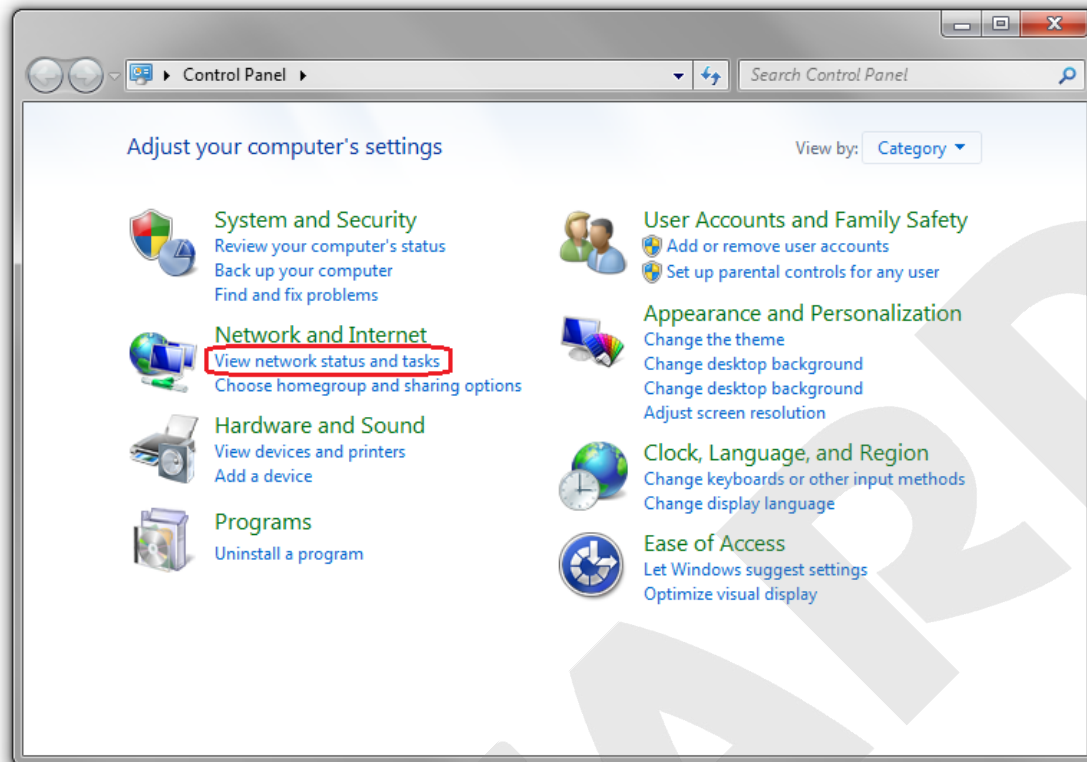 Control Panel
Search Control Panel
Adjust your computer's settings
View by: Category
System and Security
Review your computer's status
Back up your computer
Find and fix problems
Network and Internet
View network status and tasks
Choose homegroup and sharing options
Hardware and Sound
View devices and printers
Add a device
Programs
Uninstall a program
User Accounts and Family Safety
Add or remove user accounts
Set up parental controls for any user
Appearance and Personalization
Change the theme
Change desktop background
Change desktop background
Adjust screen resolution
Clock, Language, and Region
Change keyboards or other input methods
Change display language
Ease of Access
Let Windows suggest settings
Optimize visual display